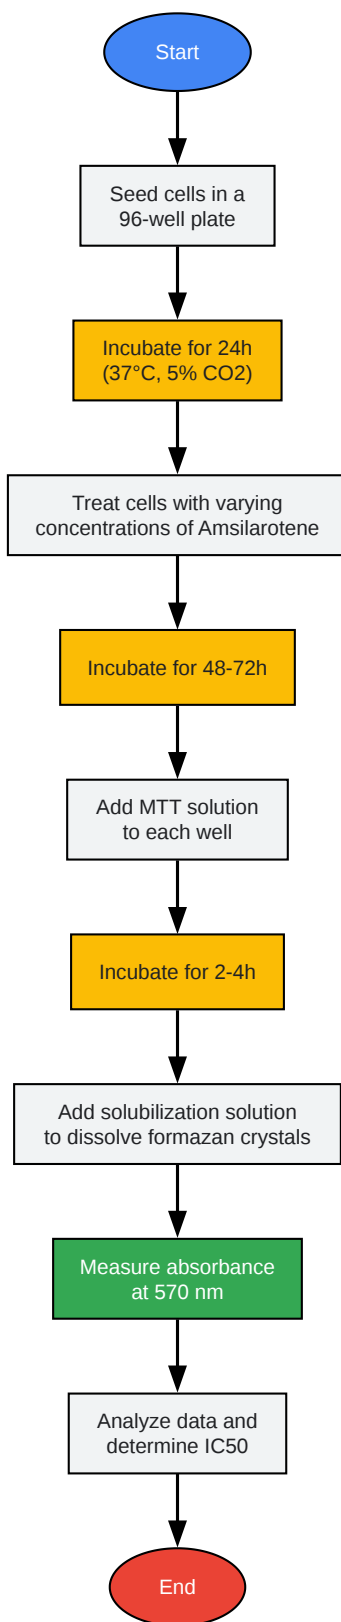 Start
Seed cells in a
96-well plate
Incubate for 24h
(37°C, 5% CO2)
Treat cells with varying
concentrations of Amsilarotene
Incubate for 48-72h
Add MTT solution
to each well
Incubate for 2-4h
Add solubilization solution
to dissolve formazan crystals
Measure absorbance
at 570 nm
Analyze data and
determine IC50
End